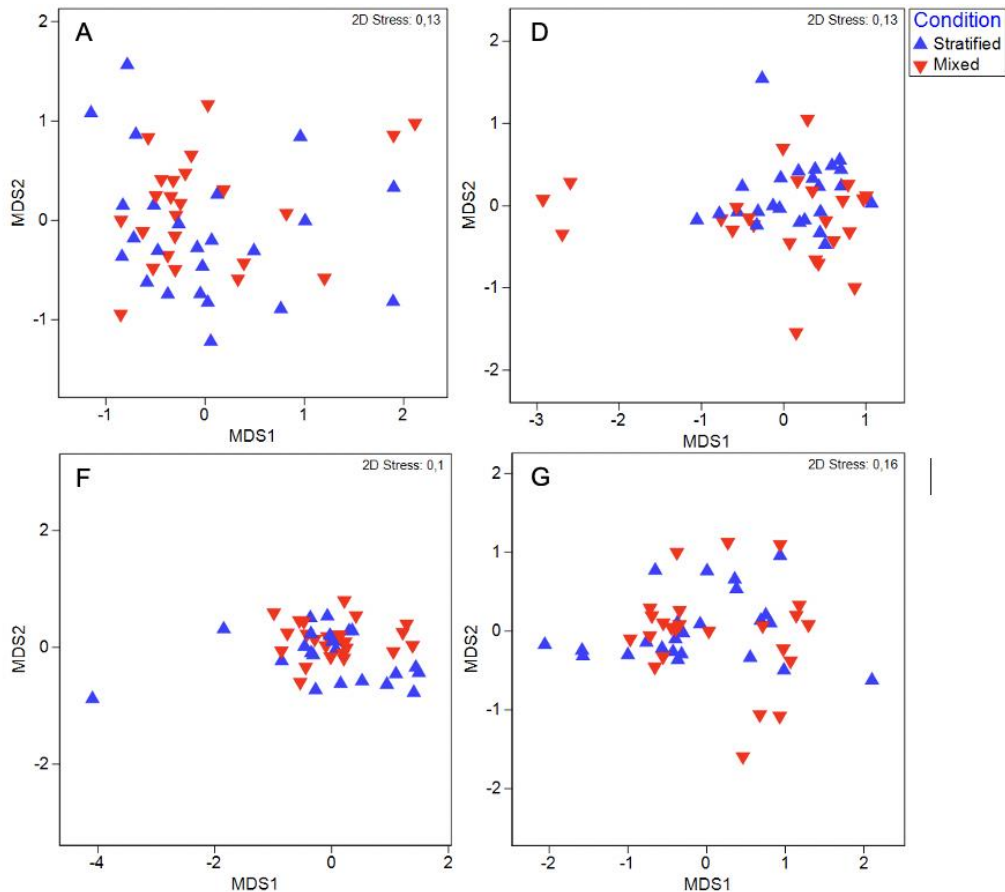 A
2D Stress: 0,13
2
1
0
-1
MDS2
-1
0
1
2
MDS1
D
2D Stress: 0,13
2
1
0
-1
-2
MDS2
-3
-2
-1
0
1
MDS1
Condition
Stratified
Mixed
F
2D Stress: 0,1
2
0
-2
MDS2
-4
-2
0
2
MDS1
G
2D Stress: 0,16
2
1
0
-1
-2
MDS2
-2
-1
0
1
2
MDS1